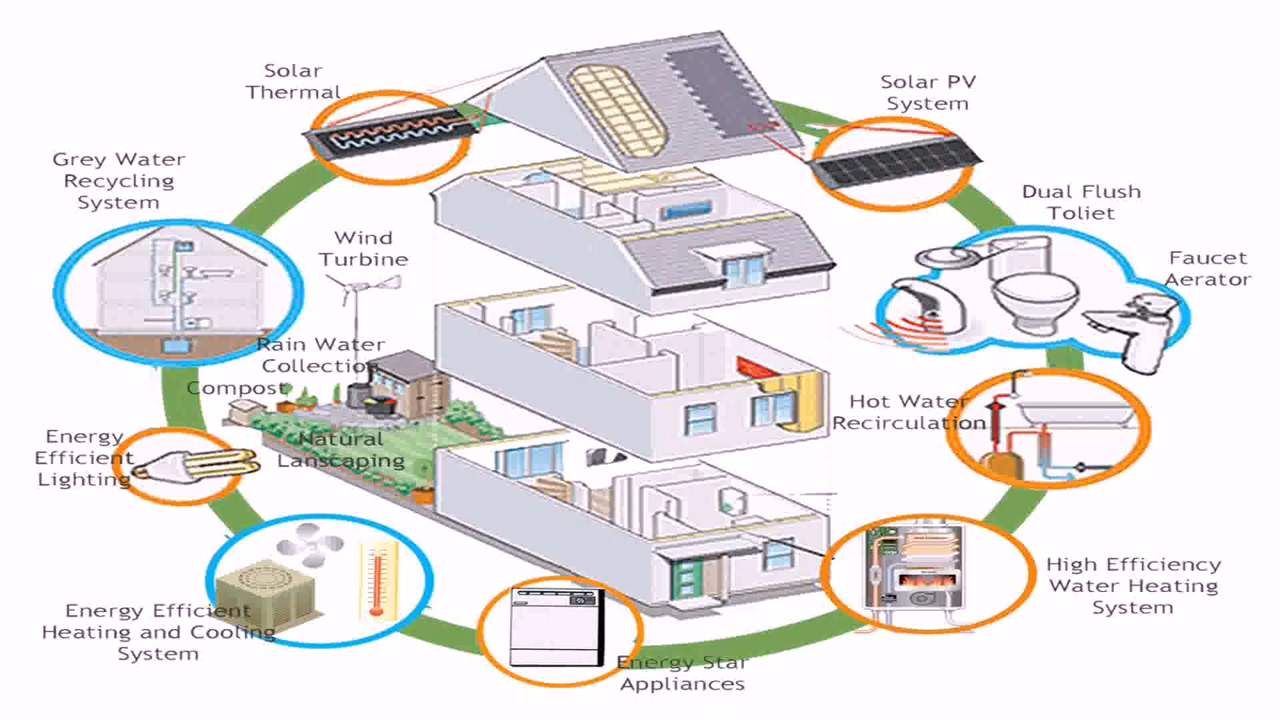 Solar
Thermal
Solar PV
System
Grey Water
Recycling
System
Dual Flush
Toliet
Wind
Turbine
Faucet
Aerator
Rain Water
Collection
Compost
Hot Water
Recirculation
Energy
Efficient
Lighting
Natural
Lanscaping
High Efficiency
Water Heating
System
Energy Efficient
Heating and Cooling
System
Energy Star
Appliances